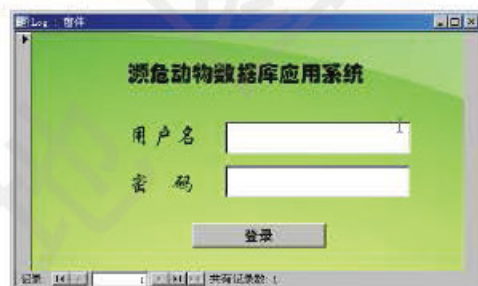 Log : 窗体
濒危动物数据库应用系统
用户名
密 码
登录
记录: 1 共有记录数: 1